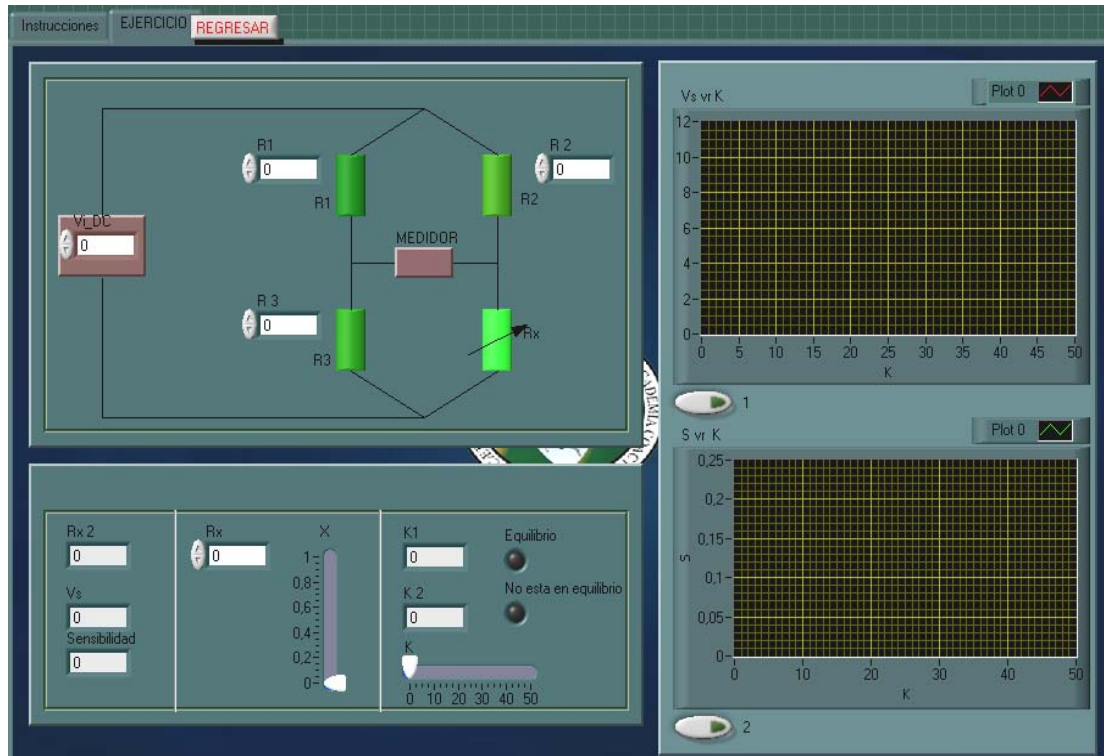 Instrucciones
EJERCICIO
REGRESAR
R1
0
R 2
0
R1
R2
Vi_DC
0
MEDIDOR
R 3
0
R3
Rx
Rx 2
0
Vs
0
Sensibilidad
0
Rx
0
X
1
0,8
0,6
0,4
0,2
0
K1
0
K 2
0
K
0 10 20 30 40 50
Equilibrio
No esta en equilibrio
Vs vr K
Plot 0
12
10
8
6
4
2
0
0 5 10 15 20 25 30 35 40 45 50
K
1
S vr K
Plot 0
0,25
0,2
0,15
0,1
0,05
0
S
0 10 20 30 40 50
K
2